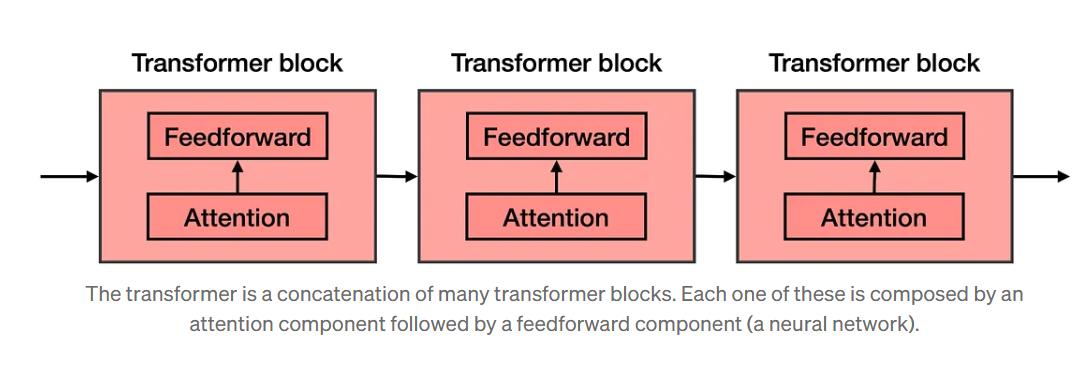 Transformer block
Transformer block
Transformer block
Feedforward
Feedforward
Feedforward
Attention
Attention
Attention
The transformer is a concatenation of many transformer blocks. Each one of these is composed by an
attention component followed by a feedforward component (a neural network).